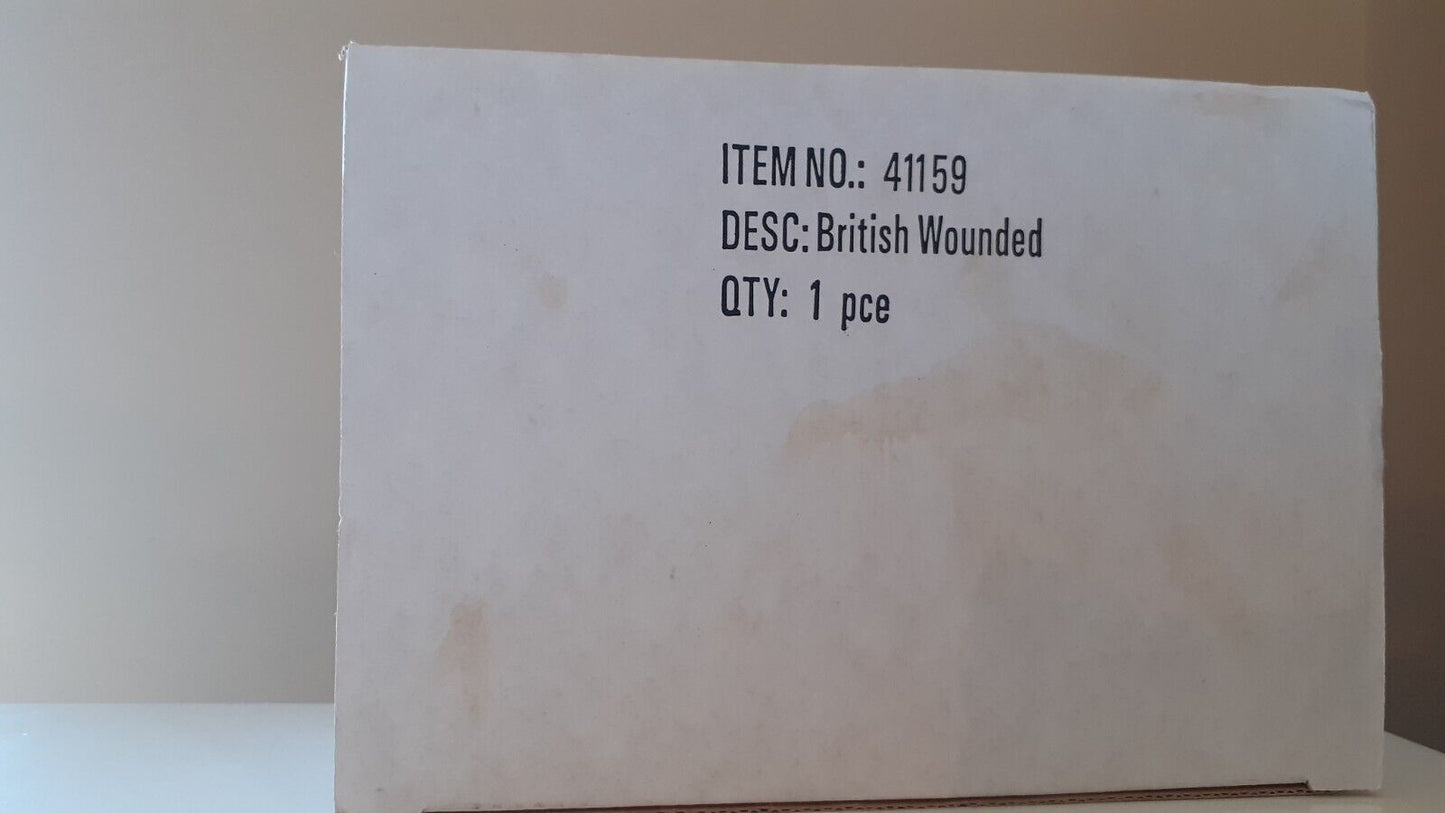 ITEM NO.: 41159
DESC: British Wounded
QTY: 1 pce